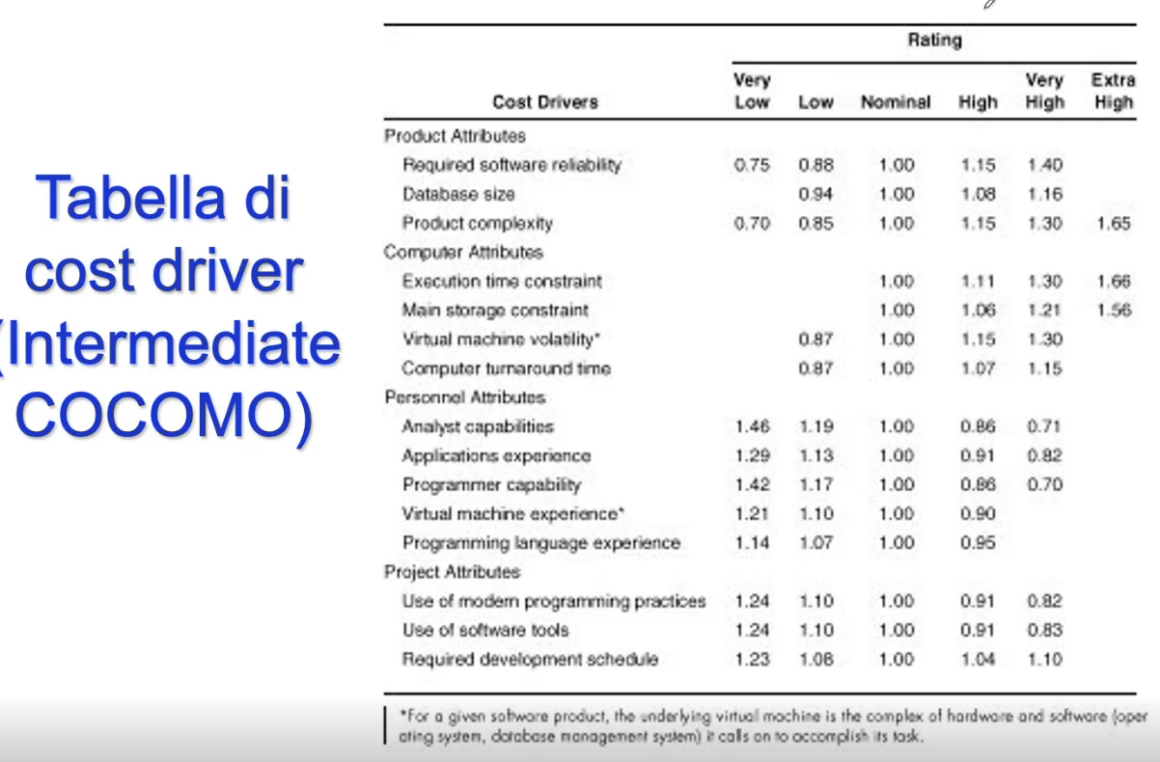 Tabella di
cost driver
(Intermediate
COCOMO)
Rating
Cost Drivers Very Low Low Nominal High Very High Extra High
Product Attributes
Required software reliability 0.75 0.88 1.00 1.15 1.40
Database size 0.94 1.00 1.08 1.16
Product complexity 0.70 0.85 1.00 1.15 1.30 1.65
Computer Attributes
Execution time constraint 1.00 1.11 1.30 1.66
Main storage constraint 1.00 1.06 1.21 1.56
Virtual machine volatility* 0.87 1.00 1.15 1.30
Computer turnaround time 0.87 1.00 1.07 1.15
Personnel Attributes
Analyst capabilities 1.46 1.19 1.00 0.86 0.71
Applications experience 1.29 1.13 1.00 0.91 0.82
Programmer capability 1.42 1.17 1.00 0.86 0.70
Virtual machine experience* 1.21 1.10 1.00 0.90
Programming language experience 1.14 1.07 1.00 0.95
Project Attributes
Use of modern programming practices 1.24 1.10 1.00 0.91 0.82
Use of software tools 1.24 1.10 1.00 0.91 0.83
Required development schedule 1.23 1.08 1.00 1.04 1.10
*For a given software product, the underlying virtual machine is the complex of hardware and software (oper
ating system, database management system) it calls on to accomplish its task.